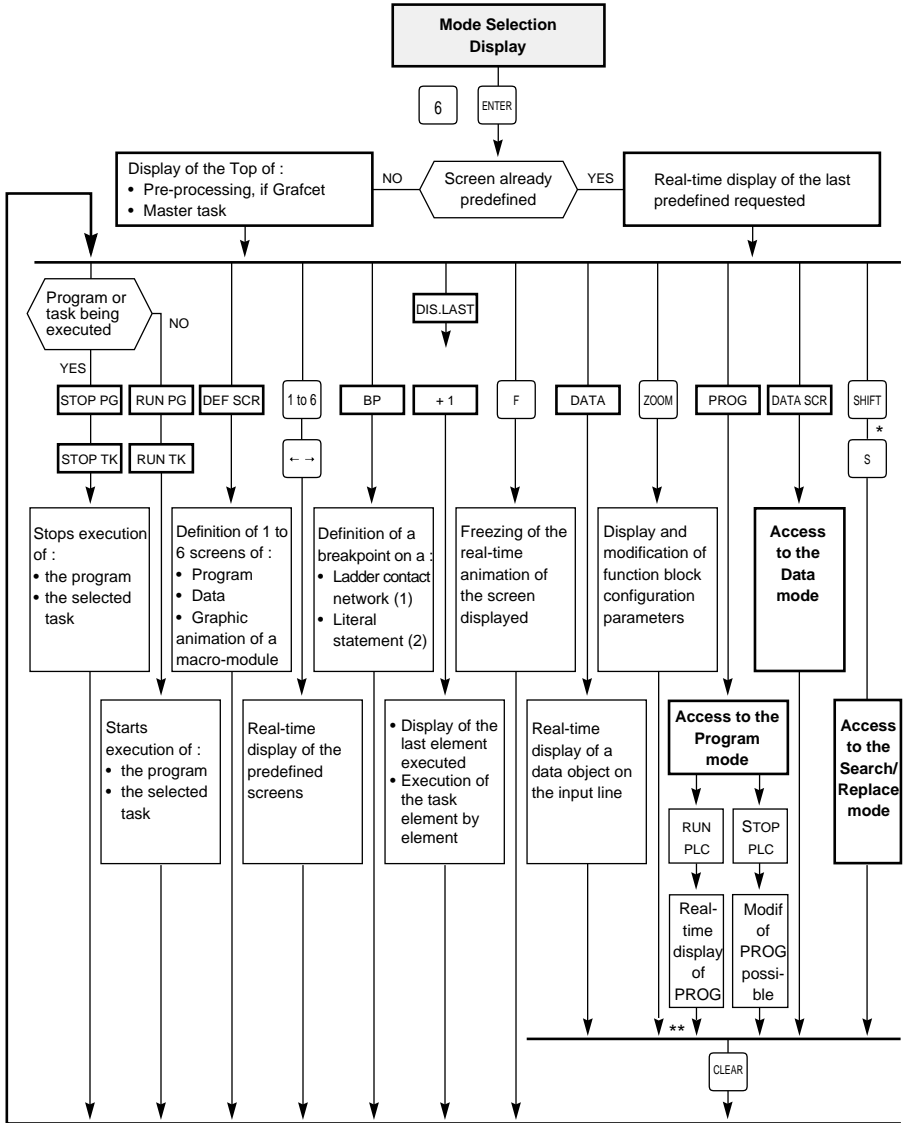 Mode Selection
Display
6
ENTER
Display of the Top of :
• Pre-processing, if Grafcet
• Master task
NO
Screen already
predefined
YES
Real-time display of the last
predefined requested
Program or
task being
executed
NO
YES
DIS.LAST
STOP PG
RUN PG
DEF SCR
1 to 6
BP
+ 1
F
DATA
ZOOM
PROG
DATA SCR
SHIFT
*
STOP TK
RUN TK
← →
S
Stops execution
of :
• the program
• the selected
task
Definition of 1 to
6 screens of :
• Program
• Data
• Graphic
animation of a
macro-module
Definition of a
breakpoint on a :
• Ladder contact
network (1)
• Literal
statement (2)
Freezing of the
real-time
animation of
the screen
displayed
Display and
modification of
function block
configuration
parameters
Access
to the
Data
mode
Starts
execution of :
• the program
• the selected
task
Real-time
display of the
predefined
screens
• Display of the
last element
executed
• Execution of
the task
element by
element
Real-time
display of a
data object on
the input line
Access to the
Program
mode
Access
to the
Search/
Replace
mode
RUN
PLC
STOP
PLC
Real-
time
display
of
PROG
Modif
of
PROG
possi-
ble
**
CLEAR